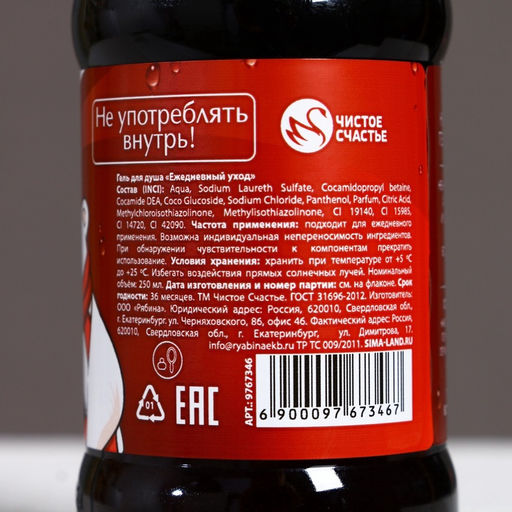 Не употреблять
внутрь!
ЧИСТОЕ
СЧАСТЬЕ
Гель для душа «Ежедневный уход»
Состав (INCI): Aqua, Sodium Laureth Sulfate, Cocamidopropyl betaine,
Cocamide DEA, Coco Glucoside, Sodium Chloride, Panthenol, Parfum, Citric Acid,
Methylchloroisothiazolinone, Methylisothiazolinone, CI 19140, CI 15985,
CI 14720, CI 42090. Частота применения: подходит для ежедневного
применения. Возможна индивидуальная непереносимость ингредиентов.
При обнаружении чувствительности к компонентам прекратить
использование. Условия хранения: хранить при температуре от +5 °C
до +25 °C. Избегать воздействия прямых солнечных лучей. Номинальный
объём: 250 мл. Дата изготовления и номер партии: см. на флаконе. Срок
годности: 36 месяцев. ТМ Чистое Счастье. ГОСТ 31696-2012. Изготовитель:
ООО «Рябина». Юридический адрес: Россия, 620010, Свердловская обл.,
г. Екатеринбург, ул. Черняховского, 86, офис 46. Фактический адрес: Россия,
620010, Свердловская обл., г. Екатеринбург, ул. Димитрова, 17.
info@ryabinaekb.ru ТР ТС 009/2011. SIMA-LAND.RU
01
EAC
АРТ.: 9767346
6 900097 673467